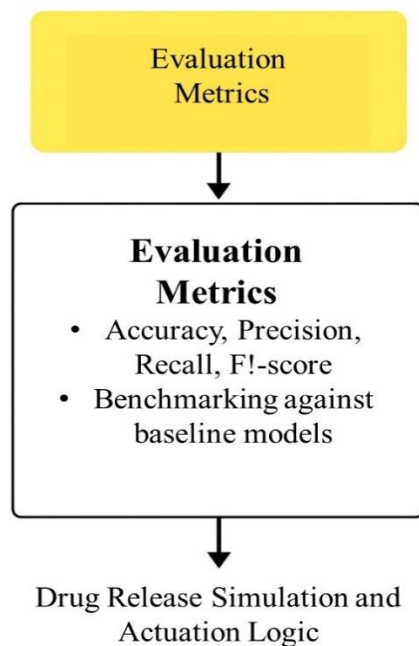 Evaluation
Metrics
Evaluation
Metrics
• Accuracy, Precision,
Recall, F!-score
• Benchmarking against
baseline models
Drug Release Simulation and
Actuation Logic